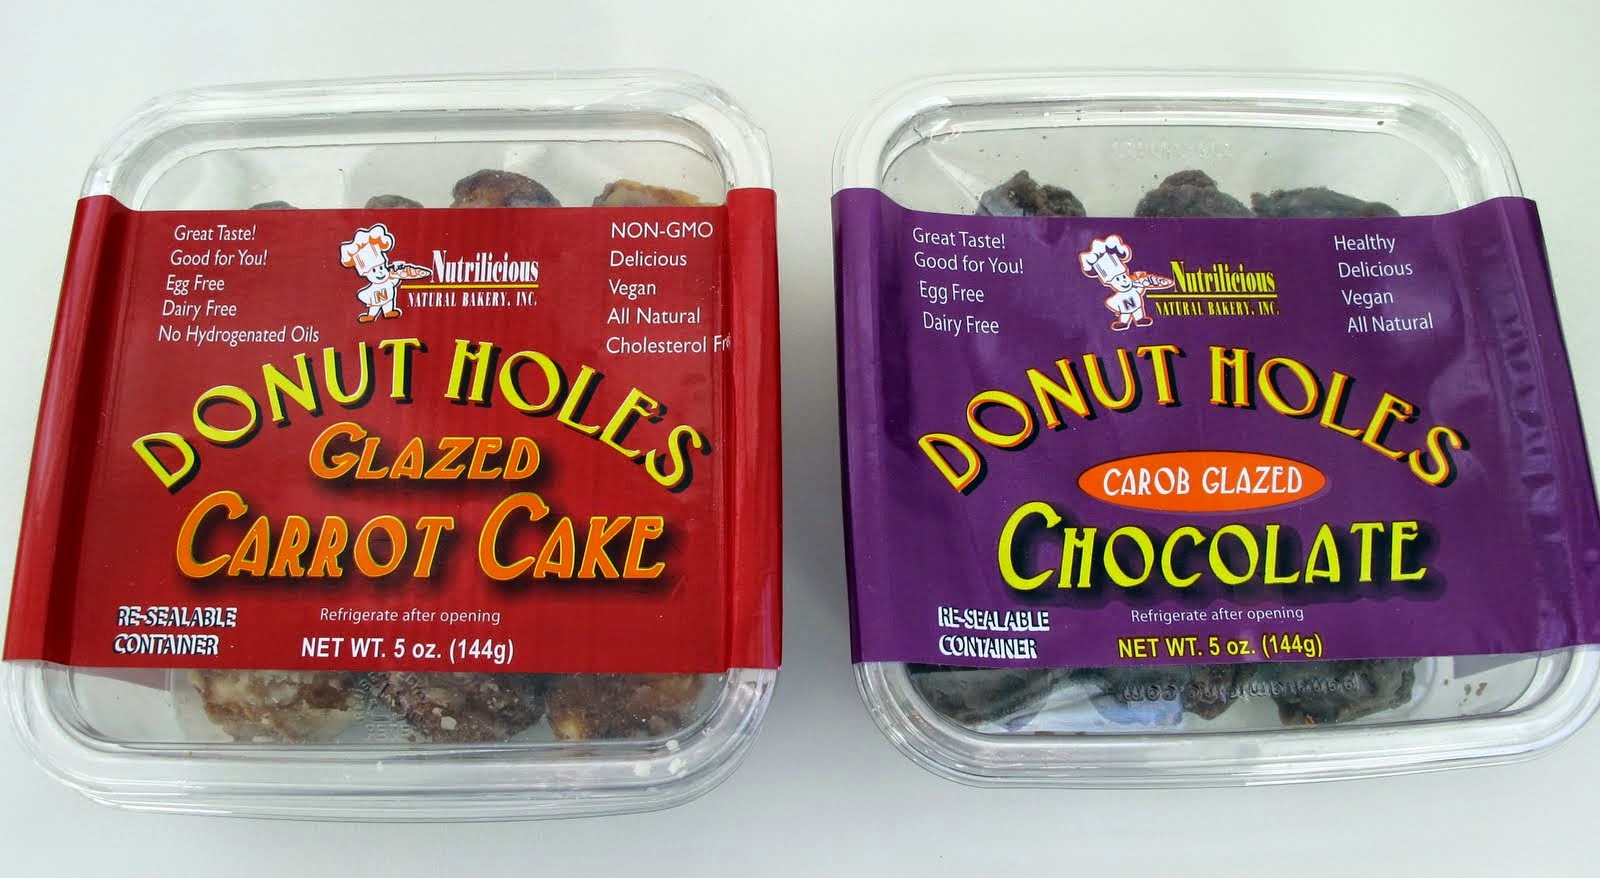 Great Taste!
Good for You!
Egg Free
Dairy Free
No Hydrogenated Oils
Nutrilicious
NATURAL BAKERY, INC.
N
NON-GMO
Delicious
Vegan
All Natural
Cholesterol
DONUT HOLES
GLAZED
CARROT CAKE
RE-SEALABLE
CONTAINER
Refrigerate after opening
NET WT. 5 oz. (144g)
Great Taste!
Good for You!
Egg Free
Dairy Free
Nutrilicious
NATURAL BAKERY, INC.
N
Healthy
Delicious
Vegan
All Natural
DONUT HOLES
CAROB GLAZED
CHOCOLATE
RE-SEALABLE
CONTAINER
Refrigerate after opening
NET WT. 5 oz. (144g)